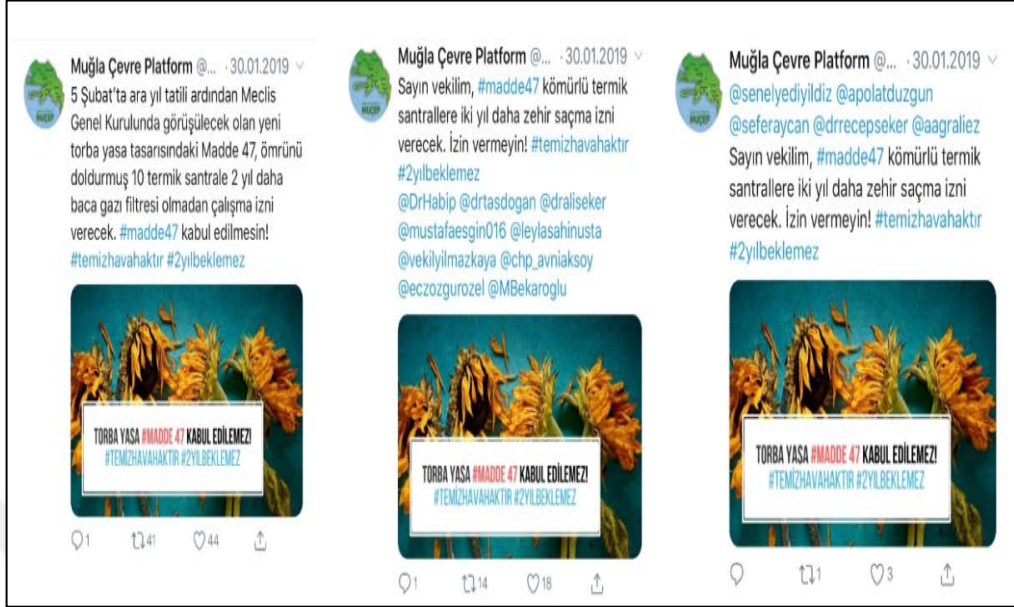 Muğla Çevre Platform @... · 30.01.2019
5 Şubat'ta ara yıl tatili ardından Meclis
Genel Kurulunda görüşülecek olan yeni
torba yasa tasarısındaki Madde 47, ömrünü
doldurmuş 10 termik santrale 2 yıl daha
baca gazı filtresi olmadan çalışma izni
verecek. #madde47 kabul edilmesin!
#temizhavahaktır #2yılbeklemez
TORBA YASA #MADDE 47 KABUL EDİLEMEZ!
#TEMİZHAVAHAKTIR #2YILBEKLEMEZ
1 41 44
Muğla Çevre Platform @... · 30.01.2019
Sayın vekilim, #madde47 kömürlü termik
santrallere iki yıl daha zehir saçma izni
verecek. İzin vermeyin! #temizhavahaktır
#2yılbeklemez
@DrHabip @drtasdogan @draliseker
@mustafaesgin016 @leylasahinusta
@vekilyilmazkaya @chp_avniaksoy
@eczozgurozel @MBekaroglu
TORBA YASA #MADDE 47 KABUL EDİLEMEZ!
#TEMİZHAVAHAKTIR #2YILBEKLEMEZ
1 14 18
Muğla Çevre Platform @... · 30.01.2019
@senelyediyildiz @apolatduzgun
@seferaycan @drrecepseker @aagraliez
Sayın vekilim, #madde47 kömürlü termik
santrallere iki yıl daha zehir saçma izni
verecek. İzin vermeyin! #temizhavahaktır
#2yılbeklemez
TORBA YASA #MADDE 47 KABUL EDİLEMEZ!
#TEMİZHAVAHAKTIR #2YILBEKLEMEZ
1 3
MUÇEP